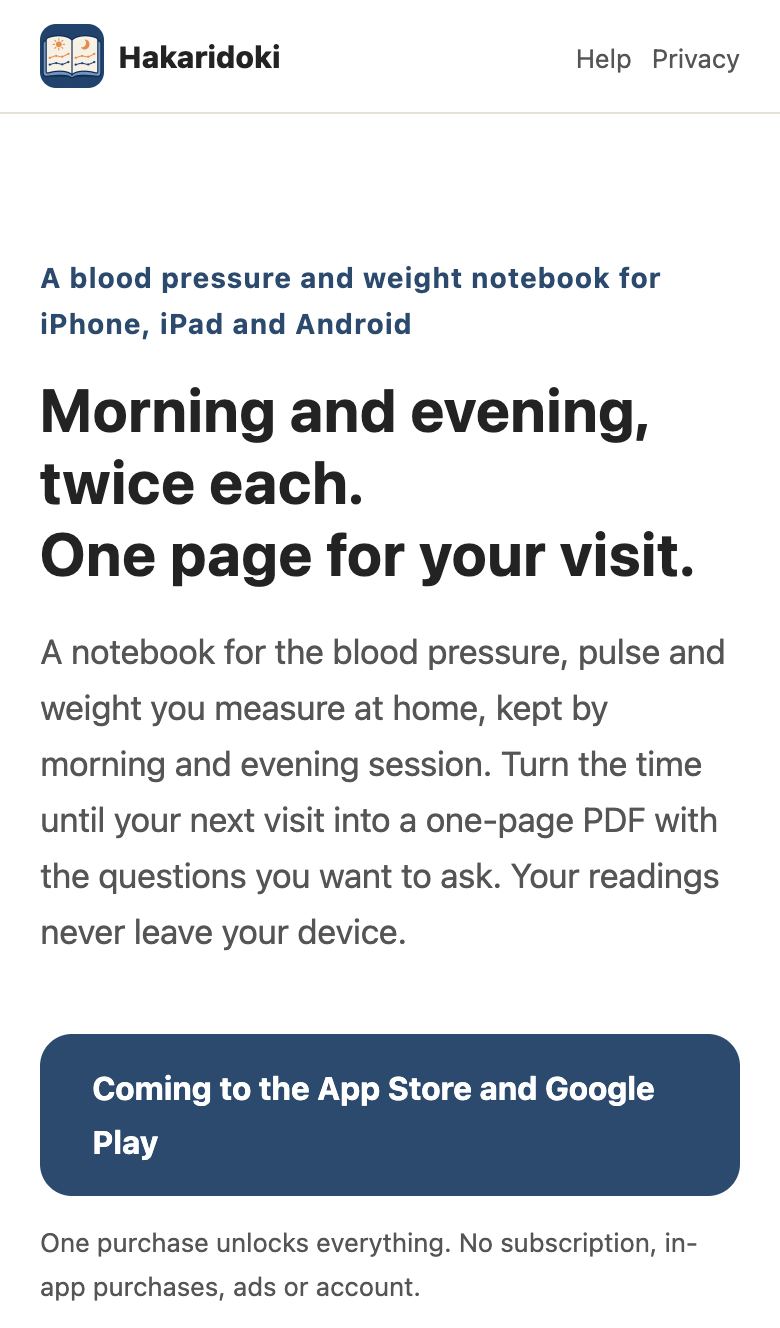 Hakaridoki
Help Privacy
A blood pressure and weight notebook for
iPhone, iPad and Android
Morning and evening,
twice each.
One page for your visit.
A notebook for the blood pressure, pulse and
weight you measure at home, kept by
morning and evening session. Turn the time
until your next visit into a one-page PDF with
the questions you want to ask. Your readings
never leave your device.
Coming to the App Store and Google
Play
One purchase unlocks everything. No subscription, in-
app purchases, ads or account.